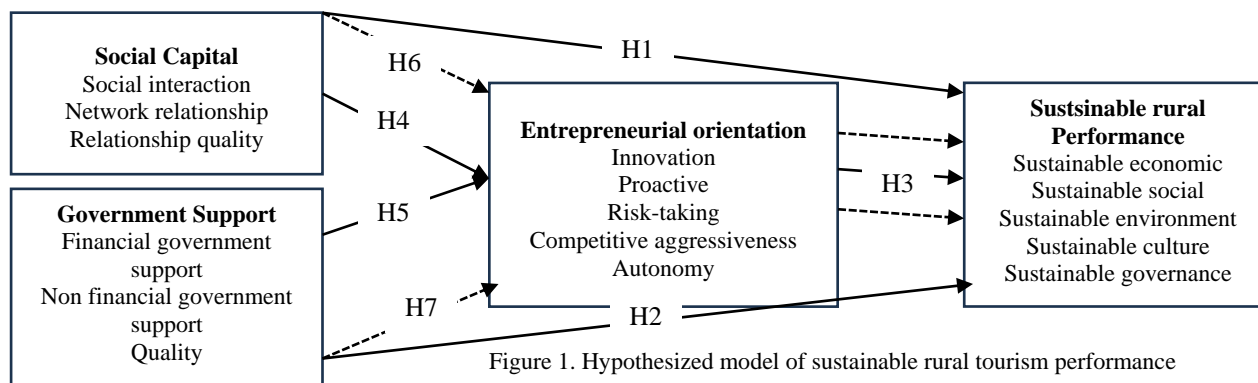 Social Capital
Social interaction
Network relationship
Relationship quality
Government Support
Financial government
support
Non financial government
support
Quality
H6
H4
H5
H7
H1
Entrepreneurial orientation
Innovation
Proactive
Risk-taking
Competitive aggressiveness
Autonomy
H3
H2
Sustsinable rural
Performance
Sustainable economic
Sustainable social
Sustainable environment
Sustainable culture
Sustainable governance
Figure 1. Hypothesized model of sustainable rural tourism performance